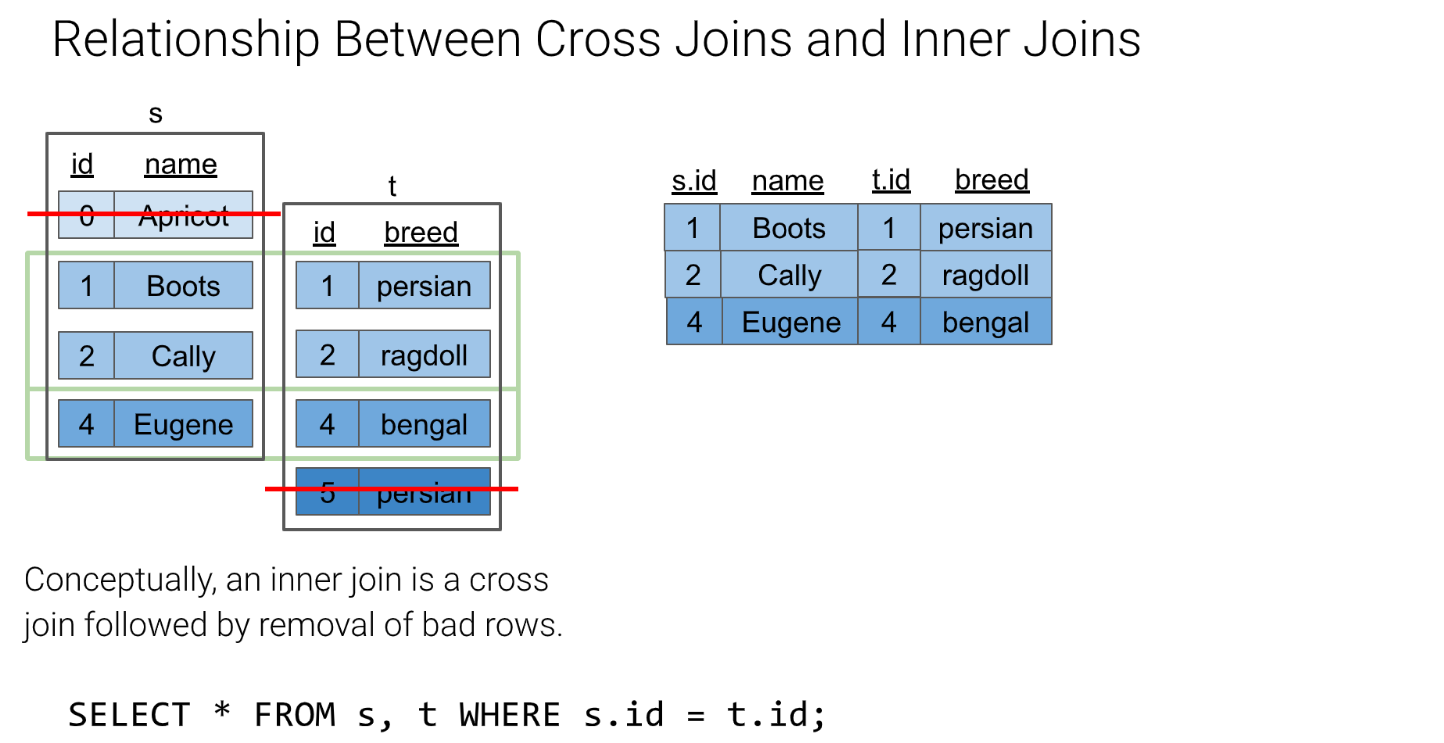 Relationship Between Cross Joins and Inner Joins
s
id name
0 Apricot
1 Boots
2 Cally
4 Eugene
t
id breed
1 persian
2 ragdoll
4 bengal
5 persian
s.id name t.id breed
1 Boots 1 persian
2 Cally 2 ragdoll
4 Eugene 4 bengal
Conceptually, an inner join is a cross
join followed by removal of bad rows.
SELECT * FROM s, t WHERE s.id = t.id;